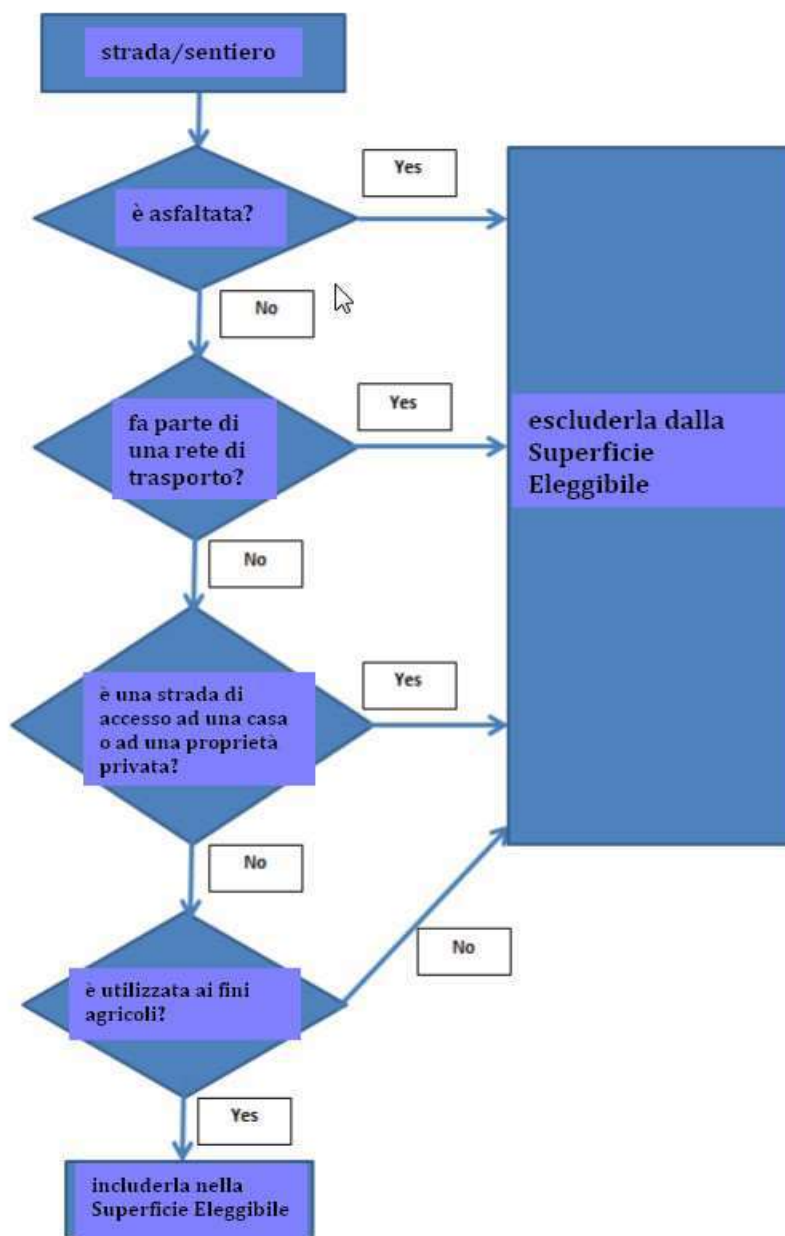 strada/sentiero
Yes
è asfaltata?
No
Yes
fa parte di
una rete di
trasporto?
escluderla dalla
Superficie
Eleggibile
No
Yes
è una strada di
accesso ad una casa
o ad una proprietà
privata?
No
No
è utilizzata ai fini
agricoli?
Yes
includerla nella
Superficie Eleggibile